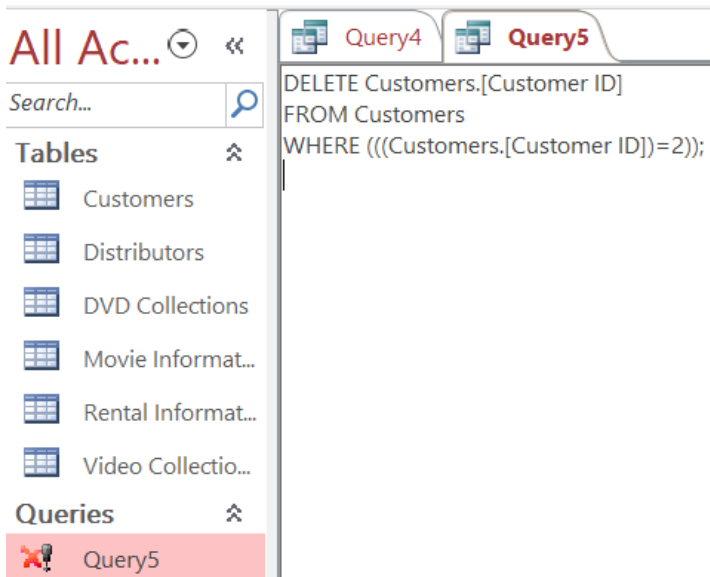 All Ac...
«
Search...
Tables
Customers
Distributors
DVD Collections
Movie Informat...
Rental Informat...
Video Collectio...
Queries
Query5
Query4
Query5
DELETE Customers.[Customer ID]
FROM Customers
WHERE (((Customers.[Customer ID])=2));